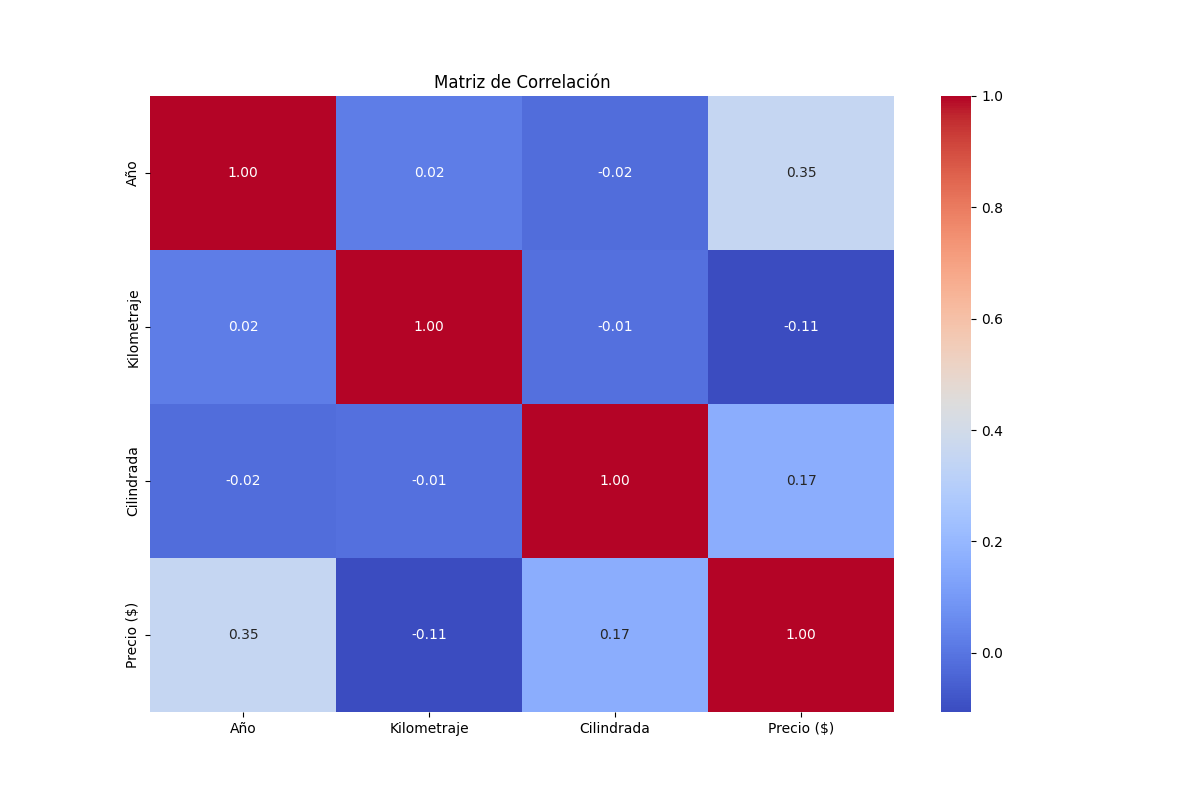 Matriz de Correlación
Año
1.00
0.02
-0.02
0.35
Kilometraje
0.02
1.00
-0.01
-0.11
Cilindrada
-0.02
-0.01
1.00
0.17
Precio ($)
0.35
-0.11
0.17
1.00
Año
Kilometraje
Cilindrada
Precio ($)
1.0
0.8
0.6
0.4
0.2
0.0